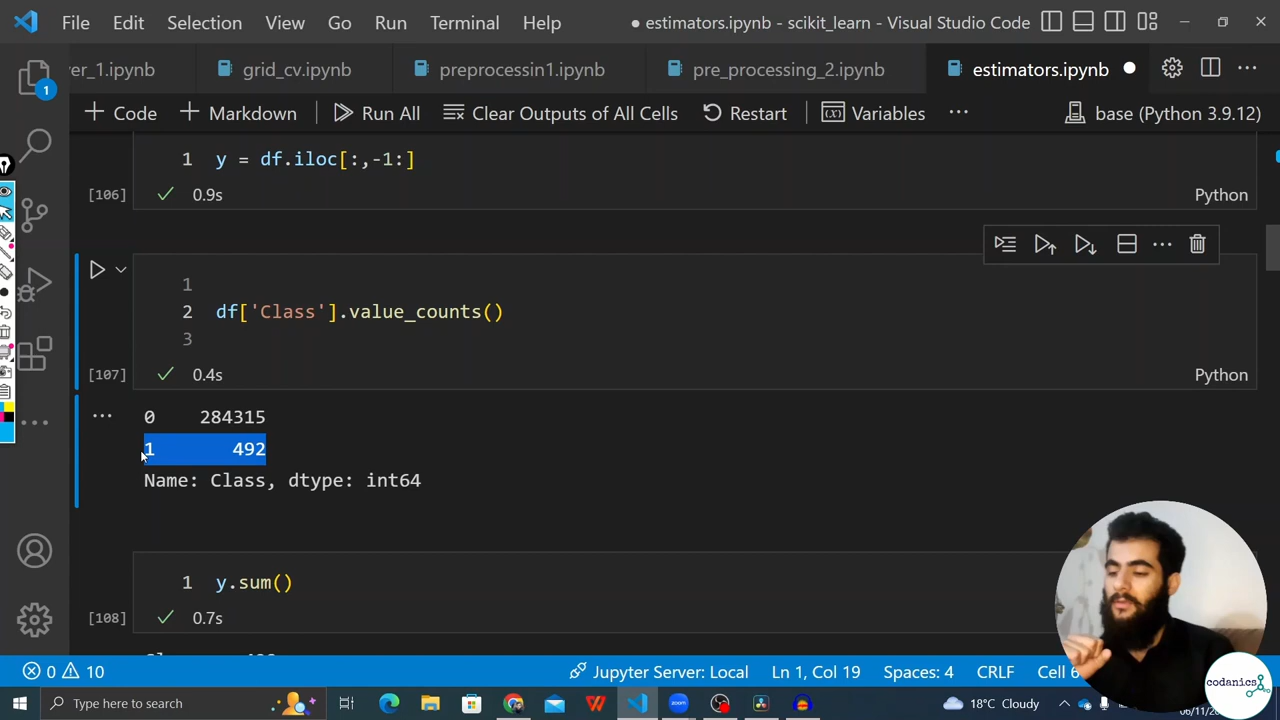 File Edit Selection View Go Run Terminal Help
● estimators.ipynb - scikit_learn - Visual Studio Code
er_1.ipynb
grid_cv.ipynb
preprocessin1.ipynb
pre_processing_2.ipynb
estimators.ipynb
Code
Markdown
Run All
Clear Outputs of All Cells
Restart
Variables
base (Python 3.9.12)
1
1 y = df.iloc[:,-1:]
[106] 0.9s Python
1
2 df['Class'].value_counts()
3
[107] 0.4s Python
0 284315
1 492
Name: Class, dtype: int64
1 y.sum()
[108] 0.7s
codanics
0 10
Jupyter Server: Local
Ln 1, Col 19
Spaces: 4
CRLF
Type here to search
18°C Cloudy